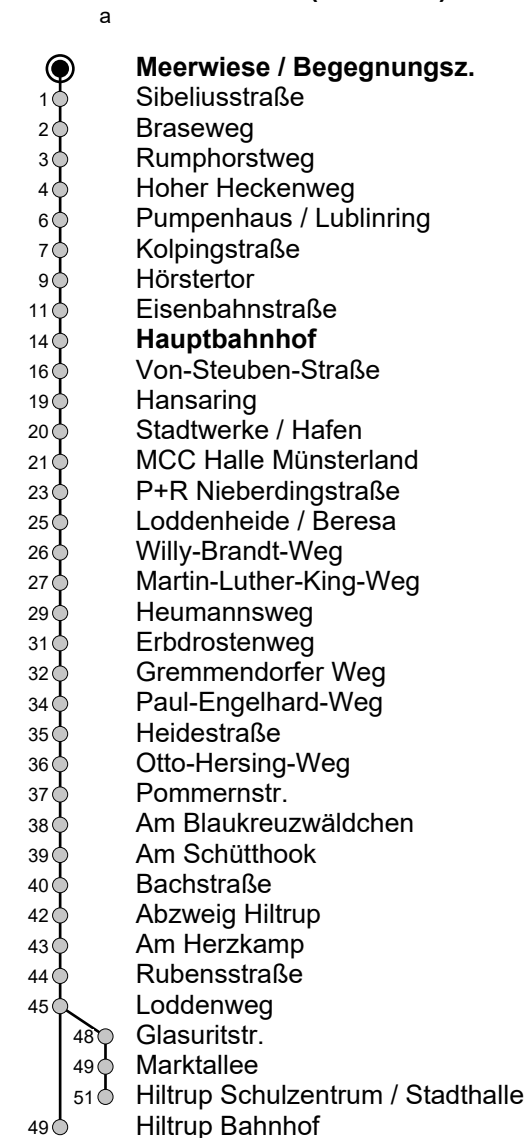 a
Meerwiese / Begegnungsz.
1 Sibeliusstraße
2 Braseweg
3 Rumphorstweg
4 Hoher Heckenweg
6 Pumpenhaus / Lublinring
7 Kolpingstraße
9 Hörstertor
11 Eisenbahnstraße
14 Hauptbahnhof
16 Von-Steuben-Straße
19 Hansaring
20 Stadtwerke / Hafen
21 MCC Halle Münsterland
23 P+R Nieberdingstraße
25 Loddenheide / Beresa
26 Willy-Brandt-Weg
27 Martin-Luther-King-Weg
29 Heumannsweg
31 Erbdrostenweg
32 Gremmendorfer Weg
34 Paul-Engelhard-Weg
35 Heidestraße
36 Otto-Hersing-Weg
37 Pommernstr.
38 Am Blaukreuzwäldchen
39 Am Schütthook
40 Bachstraße
42 Abzweig Hiltrup
43 Am Herzkamp
44 Rubensstraße
45 Loddenweg
48 Glasuritstr.
49 Marktallee
51 Hiltrup Schulzentrum / Stadthalle
49 Hiltrup Bahnhof